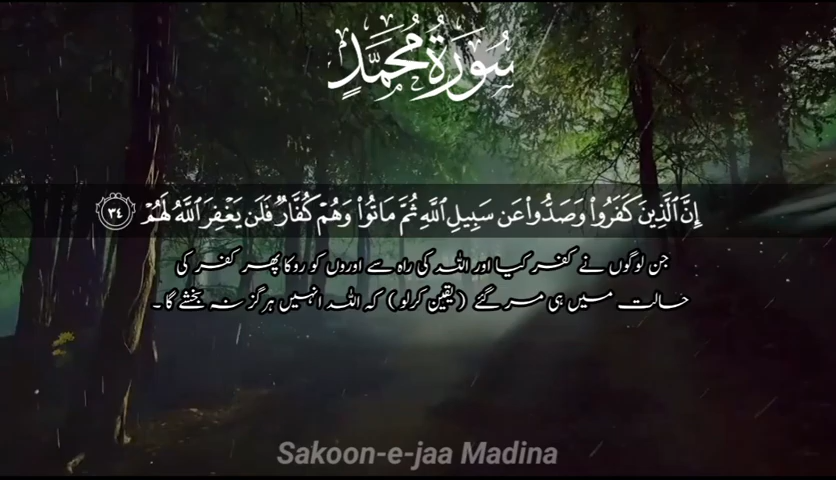 سُورَةُ مُحَمَّدٍ
إِنَّ ٱلَّذِينَ كَفَرُوا۟ وَصَدُّوا۟ عَن سَبِيلِ ٱللَّهِ ثُمَّ مَاتُوا۟ وَهُمْ كُفَّارٌ فَلَن يَغْفِرَ ٱللَّهُ لَهُمْ ٣٤
جن لوگوں نے کفر کیا اور اللہ کی راہ سے اوروں کو روکا پھر کفر کی
حالت میں ہی مر گئے (یقین کرلو) کہ اللہ انہیں ہرگز نہ بخشے گا۔
Sakoon-e-jaa Madina